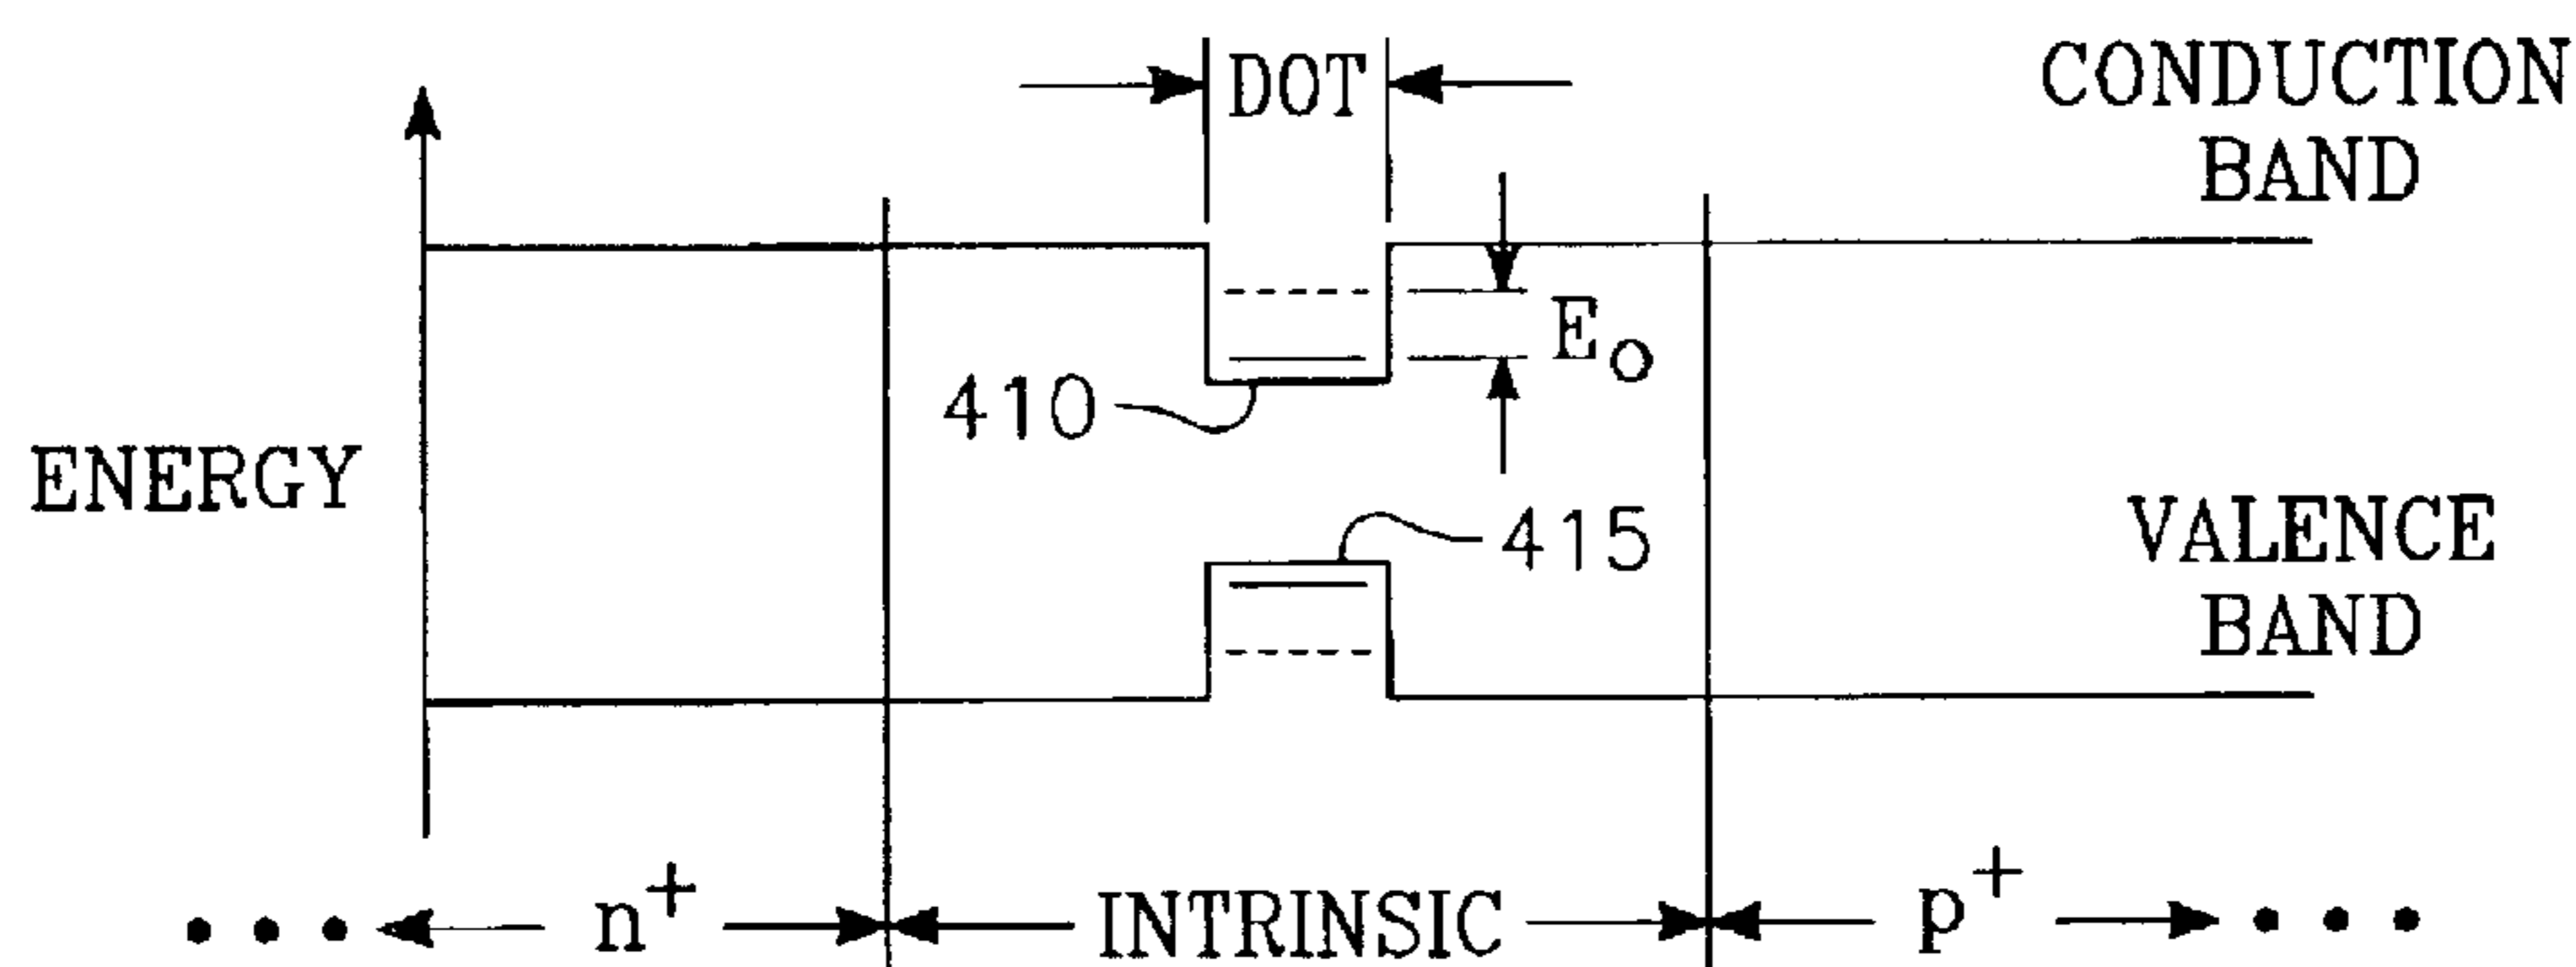 DOT
CONDUCTION
BAND
E₀
410
ENERGY
415
VALENCE
BAND
n⁺
INTRINSIC
p⁺